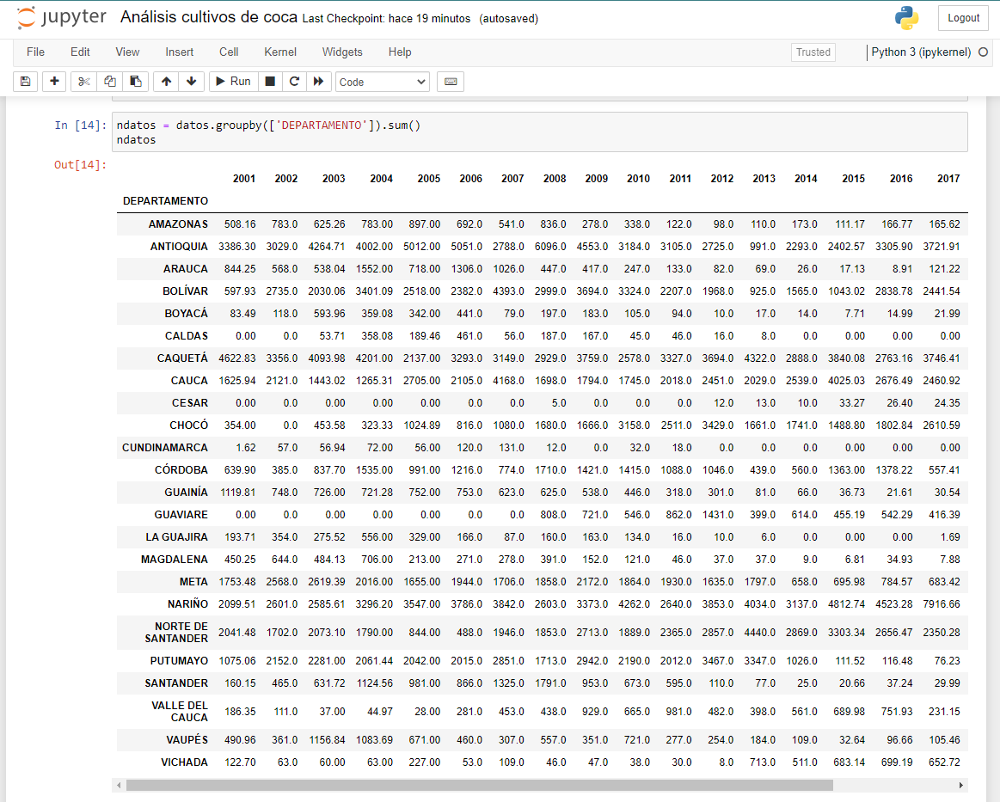 jupyter Análisis cultivos de coca Last Checkpoint: hace 19 minutos (autosaved) Logout
File Edit View Insert Cell Kernel Widgets Help Trusted Python 3 (ipykernel)
Run Code
In [14]: ndatos = datos.groupby(['DEPARTAMENTO']).sum()
ndatos
Out[14]:
2001 2002 2003 2004 2005 2006 2007 2008 2009 2010 2011 2012 2013 2014 2015 2016 2017
DEPARTAMENTO
AMAZONAS 508.16 783.0 625.26 783.00 897.00 692.0 541.0 836.0 278.0 338.0 122.0 98.0 110.0 173.0 111.17 166.77 165.62
ANTIOQUIA 3386.30 3029.0 4264.71 4002.00 5012.00 5051.0 2788.0 6096.0 4553.0 3184.0 3105.0 2725.0 991.0 2293.0 2402.57 3305.90 3721.91
ARAUCA 844.25 568.0 538.04 1552.00 718.00 1306.0 1026.0 447.0 417.0 247.0 133.0 82.0 69.0 26.0 17.13 8.91 121.22
BOLÍVAR 597.93 2735.0 2030.06 3401.09 2518.00 2382.0 4393.0 2999.0 3694.0 3324.0 2207.0 1968.0 925.0 1565.0 1043.02 2838.78 2441.54
BOYACÁ 83.49 118.0 593.96 359.08 342.00 441.0 79.0 197.0 183.0 105.0 94.0 10.0 17.0 14.0 7.71 14.99 21.99
CALDAS 0.00 0.0 53.71 358.08 189.46 461.0 56.0 187.0 167.0 45.0 46.0 16.0 8.0 0.0 0.00 0.00 0.00
CAQUETÁ 4622.83 3356.0 4093.98 4201.00 2137.00 3293.0 3149.0 2929.0 3759.0 2578.0 3327.0 3694.0 4322.0 2888.0 3840.08 2763.16 3746.41
CAUCA 1625.94 2121.0 1443.02 1265.31 2705.00 2105.0 4168.0 1698.0 1794.0 1745.0 2018.0 2451.0 2029.0 2539.0 4025.03 2676.49 2460.92
CESAR 0.00 0.0 0.00 0.00 0.00 0.0 0.0 5.0 0.0 0.0 0.0 12.0 13.0 10.0 33.27 26.40 24.35
CHOCÓ 354.00 0.0 453.58 323.33 1024.89 816.0 1080.0 1680.0 1666.0 3158.0 2511.0 3429.0 1661.0 1741.0 1488.80 1802.84 2610.59
CUNDINAMARCA 1.62 57.0 56.94 72.00 56.00 120.0 131.0 12.0 0.0 32.0 18.0 0.0 0.0 0.0 0.00 0.00 0.00
CÓRDOBA 639.90 385.0 837.70 1535.00 991.00 1216.0 774.0 1710.0 1421.0 1415.0 1088.0 1046.0 439.0 560.0 1363.00 1378.22 557.41
GUAINÍA 1119.81 748.0 726.00 721.28 752.00 753.0 623.0 625.0 538.0 446.0 318.0 301.0 81.0 66.0 36.73 21.61 30.54
GUAVIARE 0.00 0.0 0.00 0.00 0.00 0.0 0.0 808.0 721.0 546.0 862.0 1431.0 399.0 614.0 455.19 542.29 416.39
LA GUAJIRA 193.71 354.0 275.52 556.00 329.00 166.0 87.0 160.0 163.0 134.0 16.0 10.0 6.0 0.0 0.00 0.00 1.69
MAGDALENA 450.25 644.0 484.13 706.00 213.00 271.0 278.0 391.0 152.0 121.0 46.0 37.0 37.0 9.0 6.81 34.93 7.88
META 1753.48 2568.0 2619.39 2016.00 1655.00 1944.0 1706.0 1858.0 2172.0 1864.0 1930.0 1635.0 1797.0 658.0 695.98 784.57 683.42
NARIÑO 2099.51 2601.0 2585.61 3296.20 3547.00 3786.0 3842.0 2603.0 3373.0 4262.0 2640.0 3853.0 4034.0 3137.0 4812.74 4523.28 7916.66
NORTE DE
SANTANDER 2041.48 1702.0 2073.10 1790.00 844.00 488.0 1946.0 1853.0 2713.0 1889.0 2365.0 2857.0 4440.0 2869.0 3303.34 2656.47 2350.28
PUTUMAYO 1075.06 2152.0 2281.00 2061.44 2042.00 2015.0 2851.0 1713.0 2942.0 2190.0 2012.0 3467.0 3347.0 1026.0 111.52 116.48 76.23
SANTANDER 160.15 465.0 631.72 1124.56 981.00 866.0 1325.0 1791.0 953.0 673.0 595.0 110.0 77.0 25.0 20.66 37.24 29.99
VALLE DEL
CAUCA 186.35 111.0 37.00 44.97 28.00 281.0 453.0 438.0 929.0 665.0 981.0 482.0 398.0 561.0 689.98 751.93 231.15
VAUPÉS 490.96 361.0 1156.84 1083.69 671.00 460.0 307.0 557.0 351.0 721.0 277.0 254.0 184.0 109.0 32.64 96.66 105.46
VICHADA 122.70 63.0 60.00 63.00 227.00 53.0 109.0 46.0 47.0 38.0 30.0 8.0 713.0 511.0 683.14 699.19 652.72